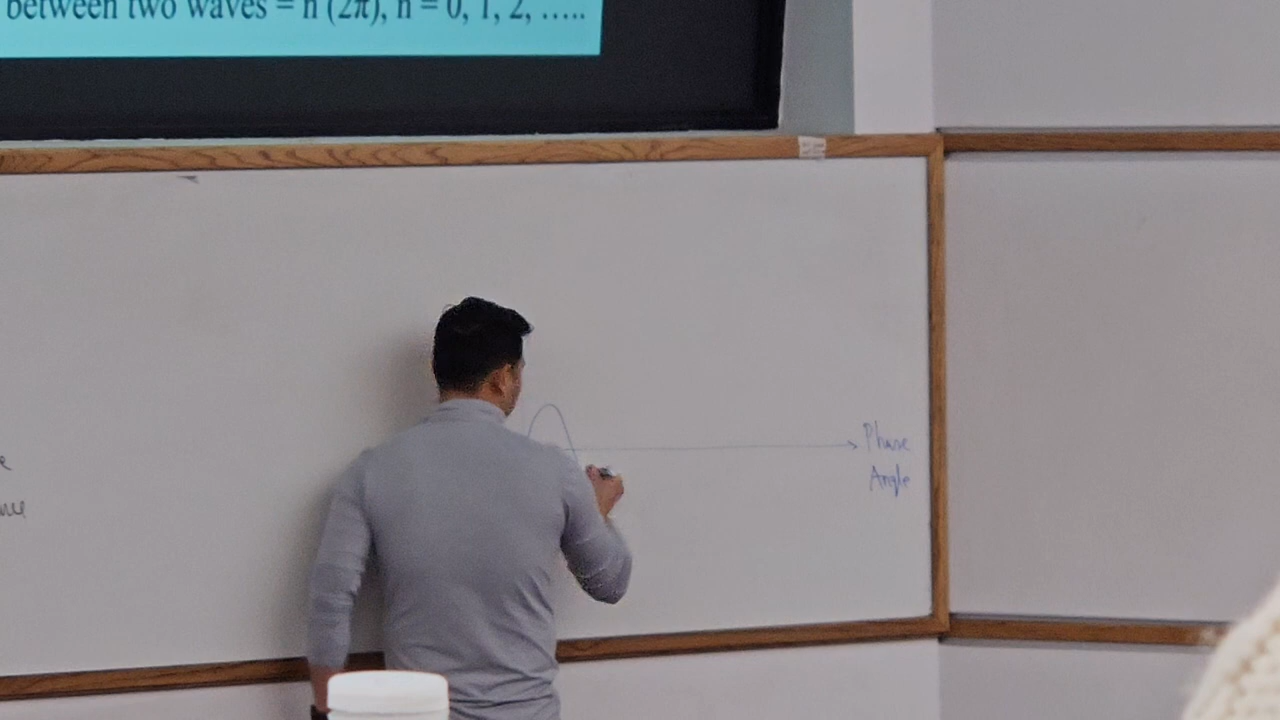 between two waves = n (2π), n = 0, 1, 2, .....
Phase
Angle